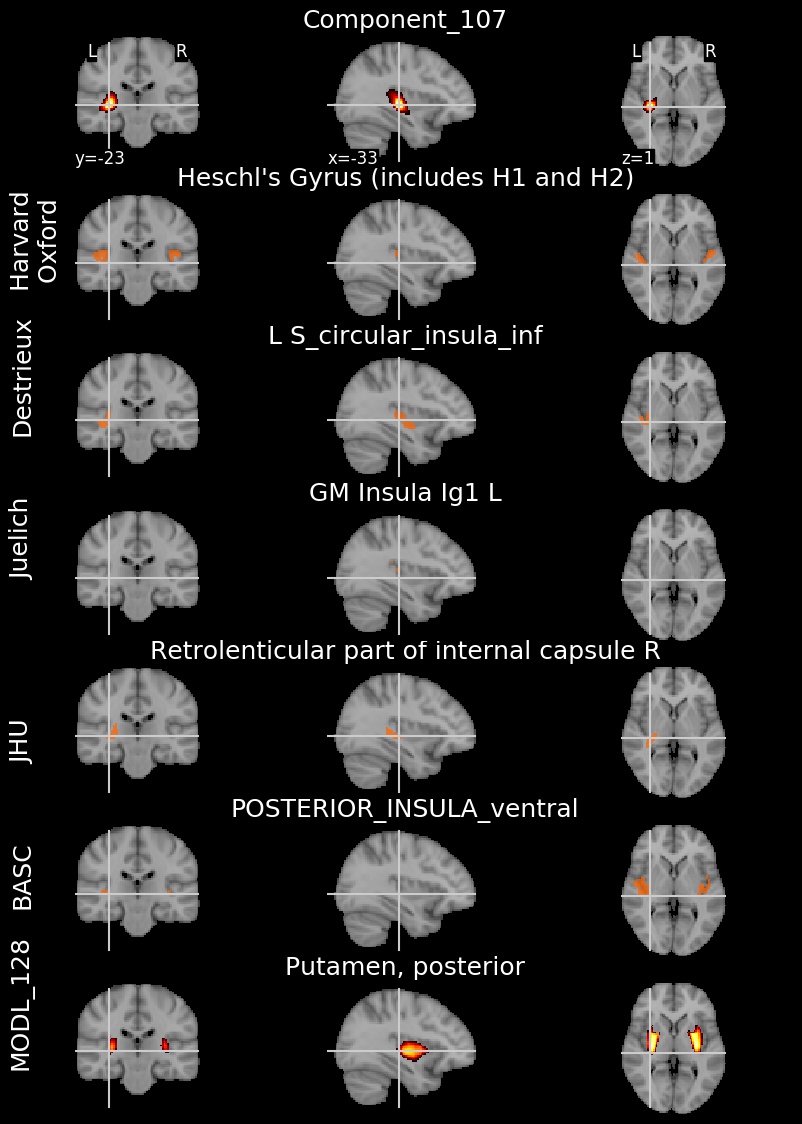 Component_107
L R
L R
y=-23
x=-33
z=1
Heschl's Gyrus (includes H1 and H2)
Harvard
Oxford
L S_circular_insula_inf
Destrieux
GM Insula Ig1 L
Juelich
Retrolenticular part of internal capsule R
JHU
POSTERIOR_INSULA_ventral
BASC
Putamen, posterior
MODL_128